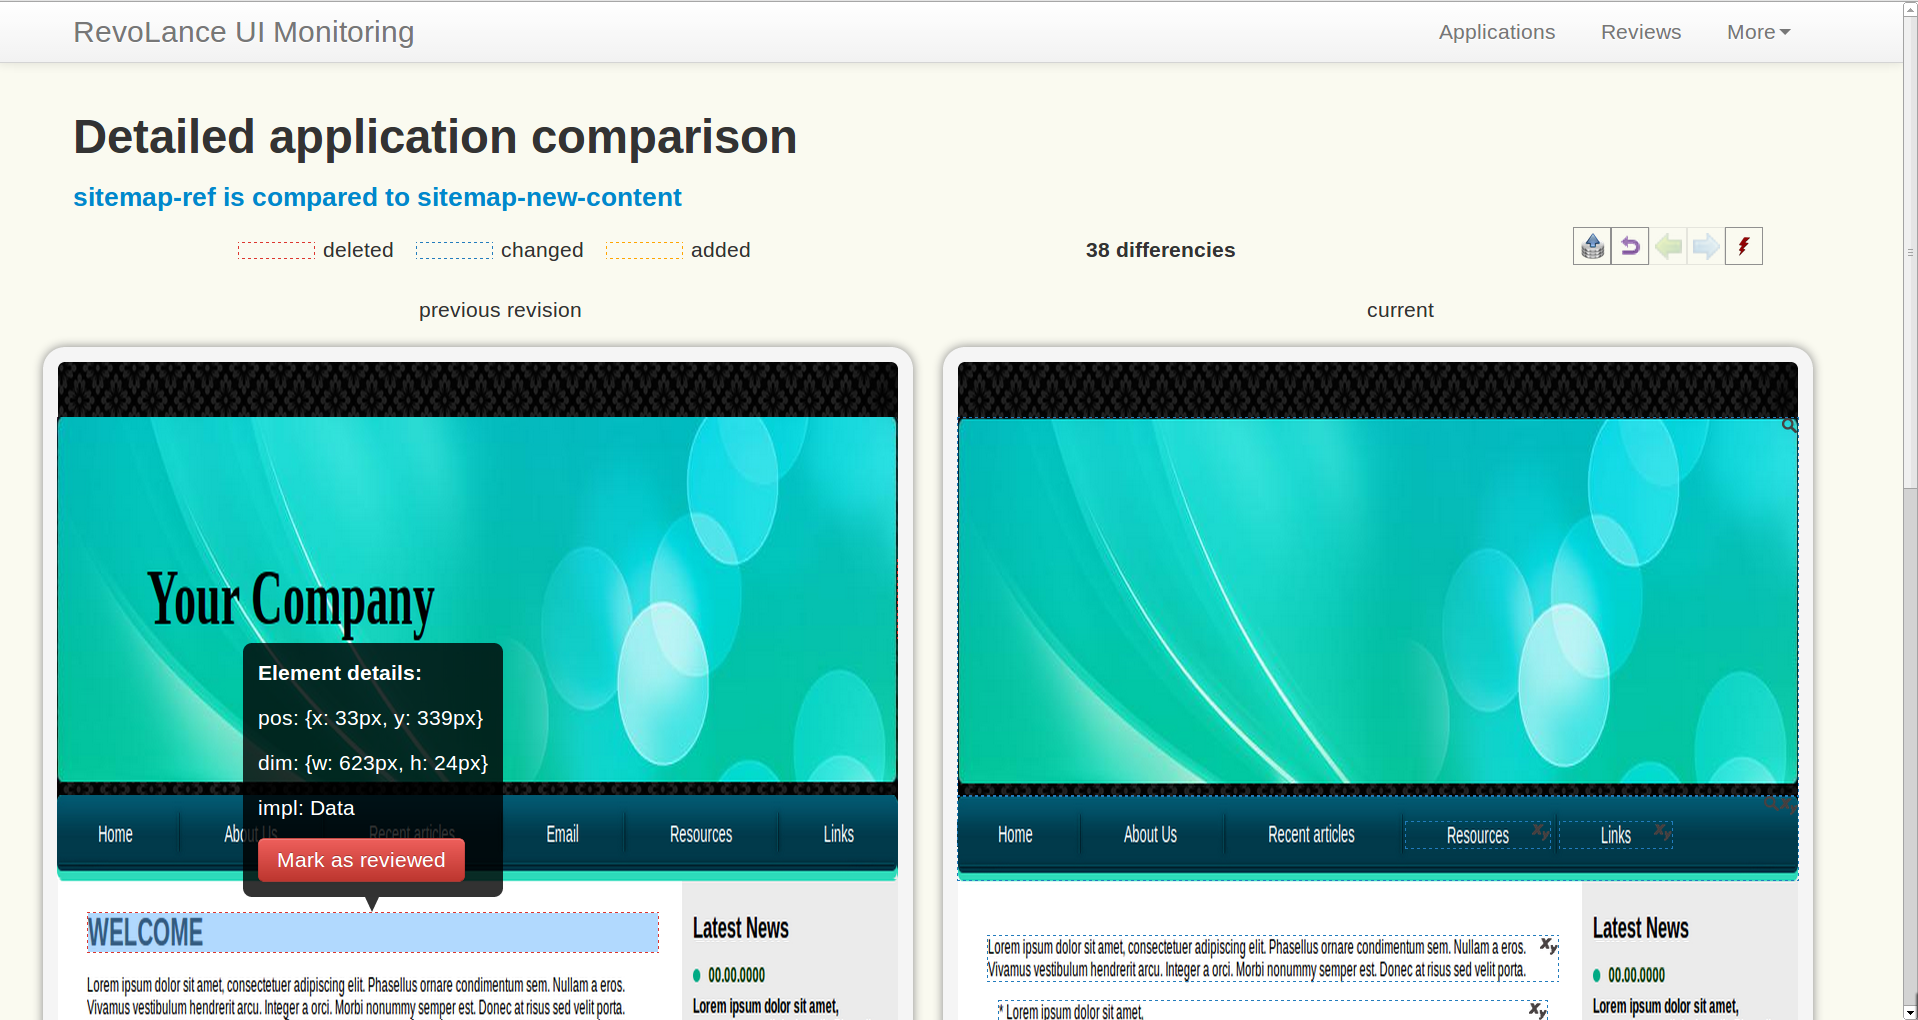 RevoLance UI Monitoring
Applications Reviews More
Detailed application comparison
sitemap-ref is compared to sitemap-new-content
deleted changed added 38 differencies
previous revision current
Your Company
Element details:
pos: {x: 33px, y: 339px}
dim: {w: 623px, h: 24px}
impl: Data
Mark as reviewed
Home About Us Recent articles Email Resources Links
WELCOME
Lorem ipsum dolor sit amet, consectetuer adipiscing elit. Phasellus ornare condimentum sem. Nullam a eros.
Vivamus vestibulum hendrerit arcu. Integer a orci. Morbi nonummy semper est. Donec at risus sed velit porta.
Latest News
00.00.0000
Lorem ipsum dolor sit amet,
Home About Us Recent articles Resources Xy Links Xy
Lorem ipsum dolor sit amet, consectetuer adipiscing elit. Phasellus ornare condimentum sem. Nullam a eros. Xy
Vivamus vestibulum hendrerit arcu. Integer a orci. Morbi nonummy semper est. Donec at risus sed velit porta.
* Lorem ipsum dolor sit amet, Xy
Latest News
00.00.0000
Lorem ipsum dolor sit amet,